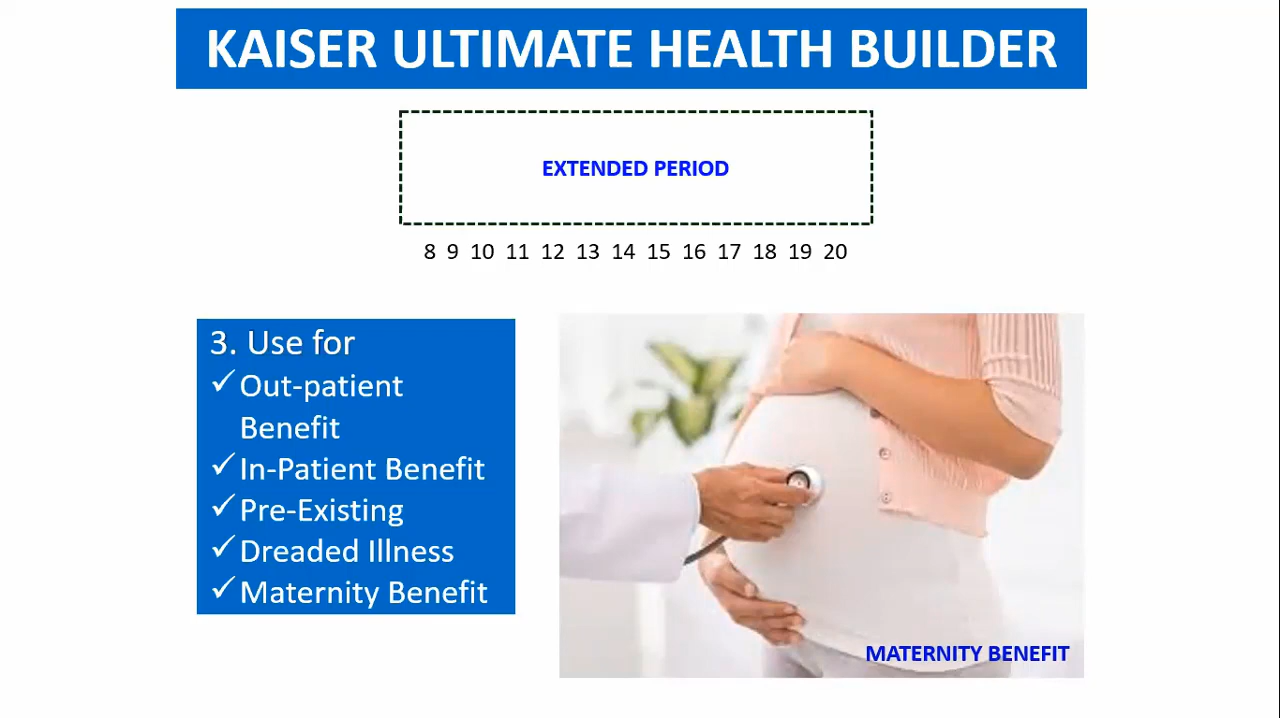 KAISER ULTIMATE HEALTH BUILDER
EXTENDED PERIOD
8 9 10 11 12 13 14 15 16 17 18 19 20
3. Use for
✓ Out-patient
Benefit
✓ In-Patient Benefit
✓ Pre-Existing
✓ Dreaded Illness
✓ Maternity Benefit
MATERNITY BENEFIT